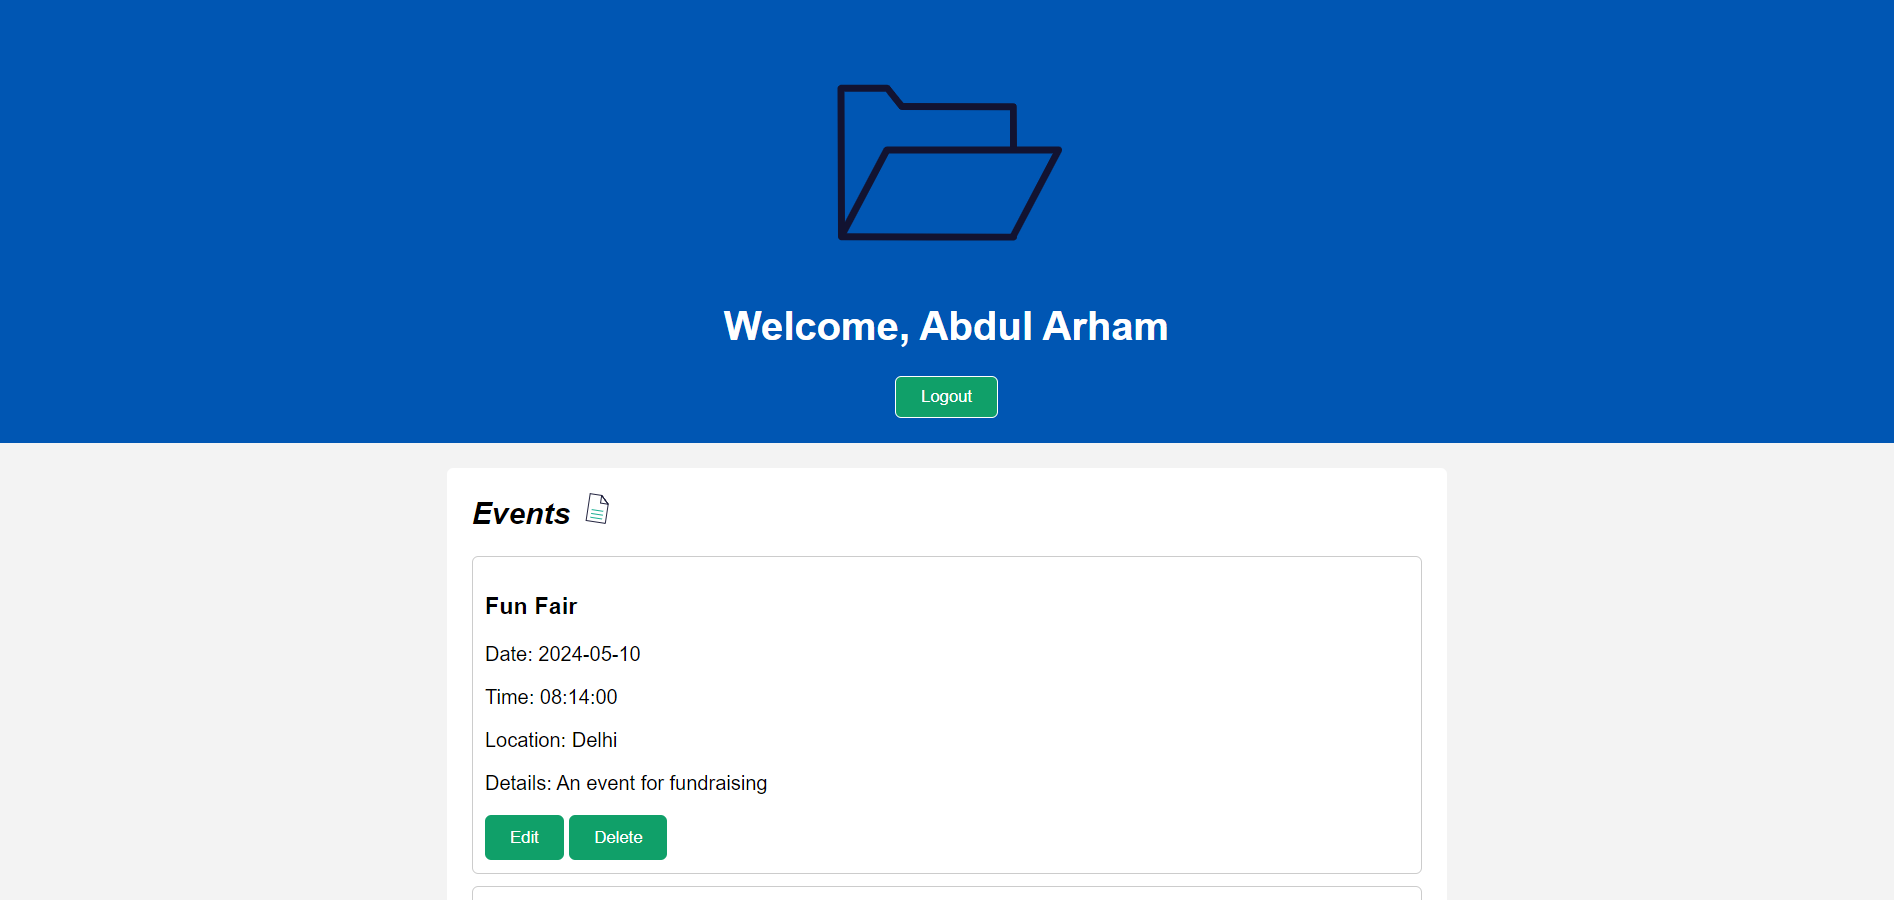 Welcome, Abdul Arham
Logout
Events
Fun Fair
Date: 2024-05-10
Time: 08:14:00
Location: Delhi
Details: An event for fundraising
Edit Delete